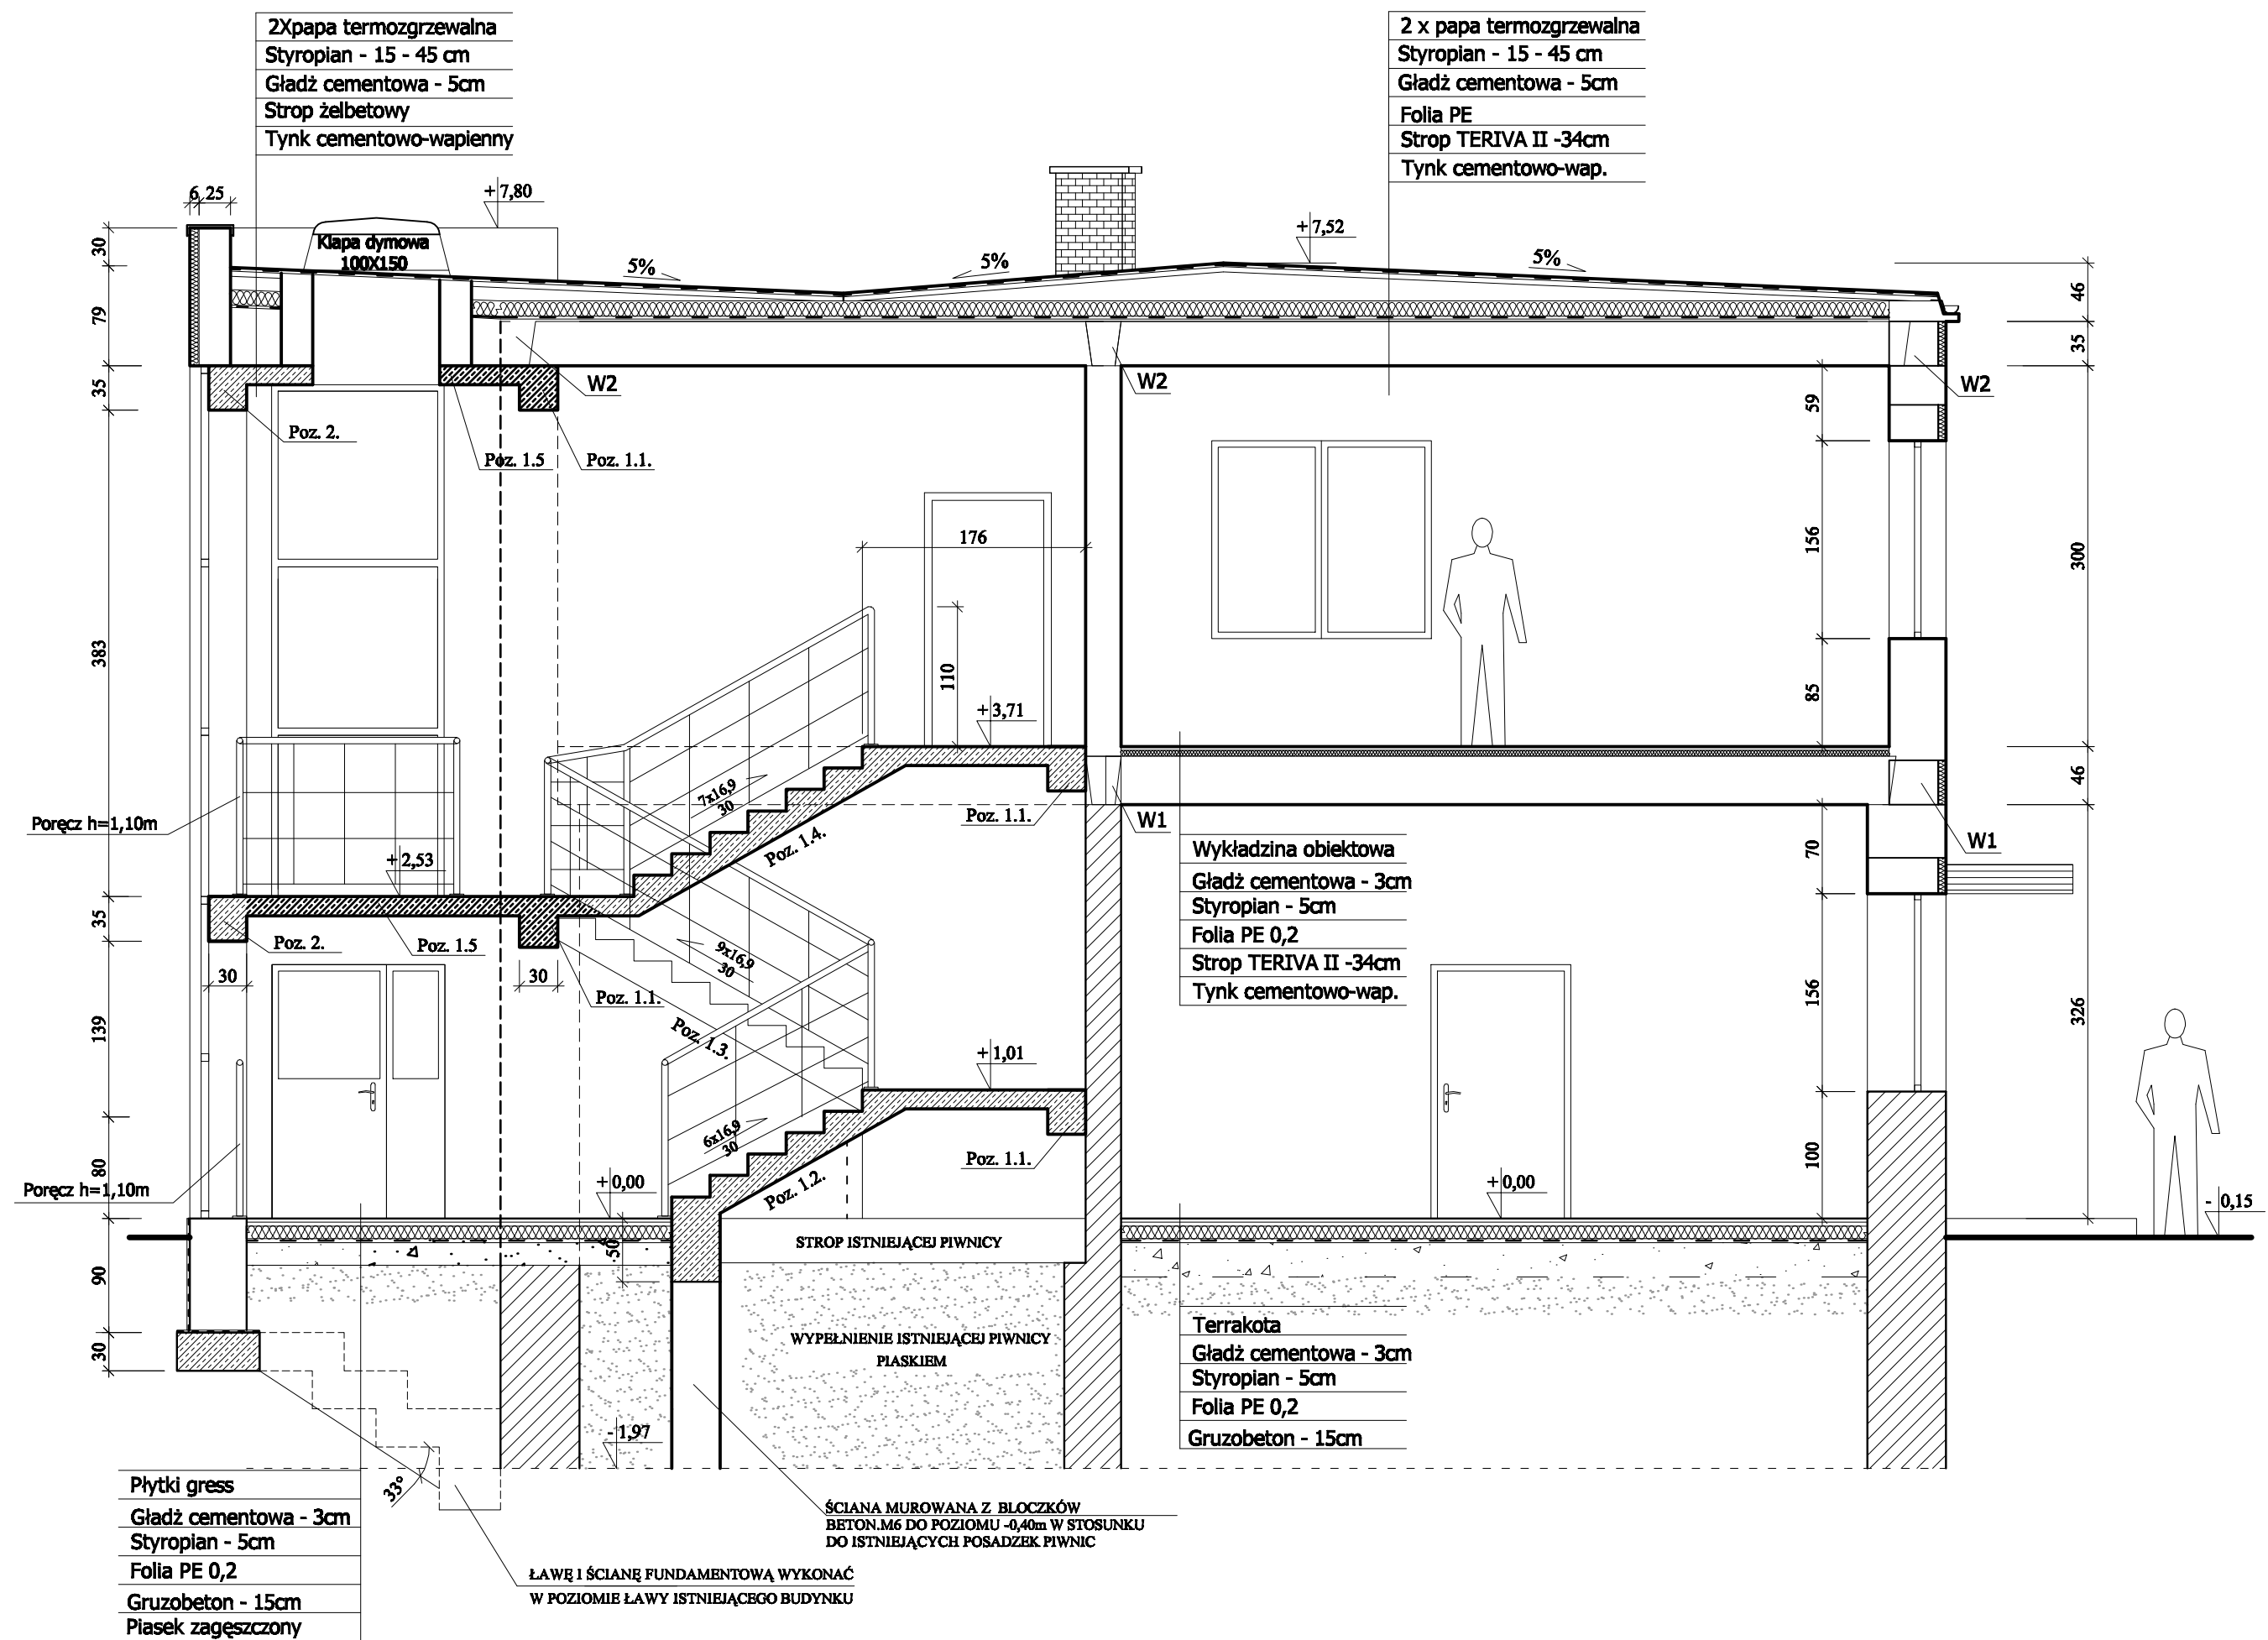 2Xpapa termozgrzewalna
Styropian - 15 - 45 cm
Gładż cementowa - 5cm
Strop żelbetowy
Tynk cementowo-wapienny
2 x papa termozgrzewalna
Styropian - 15 - 45 cm
Gładż cementowa - 5cm
Folia PE
Strop TERIVA II -34cm
Tynk cementowo-wap.
6 25
+7,80
+7,52
Klapa dymowa
100X150
5%
5%
5%
30
79
35
383
35
139
80
90
30
46
35
300
46
326
59
156
85
70
156
100
W2
W2
W2
Poz. 2.
Poz. 1.5
Poz. 1.1.
176
110
+3,71
7x16,9
30
Poz. 1.4.
Poz. 1.1.
W1
W1
Poręcz h=1,10m
+2,53
Wykładzina obiektowa
Gładż cementowa - 3cm
Styropian - 5cm
Folia PE 0,2
Strop TERIVA II -34cm
Tynk cementowo-wap.
Poz. 2.
Poz. 1.5
30
30
9x16,9
30
Poz. 1.1.
Poz. 1.3.
+1,01
6x16,9
30
Poz. 1.2.
Poz. 1.1.
Poręcz h=1,10m
+0,00
+0,00
- 0,15
50
STROP ISTNIEJĄCEJ PIWNICY
WYPEŁNIENIE ISTNIEJĄCEJ PIWNICY
PIASKIEM
Terrakota
Gładż cementowa - 3cm
Styropian - 5cm
Folia PE 0,2
Gruzobeton - 15cm
- 1,97
33°
Płytki gress
Gładż cementowa - 3cm
Styropian - 5cm
Folia PE 0,2
Gruzobeton - 15cm
Piasek zagęszczony
ŚCIANA MUROWANA Z BLOCZKÓW
BETON.M6 DO POZIOMU -0,40m W STOSUNKU
DO ISTNIEJĄCYCH POSADZEK PIWNIC
ŁAWĘ I ŚCIANĘ FUNDAMENTOWĄ WYKONAĆ
W POZIOMIE ŁAWY ISTNIEJĄCEGO BUDYNKU